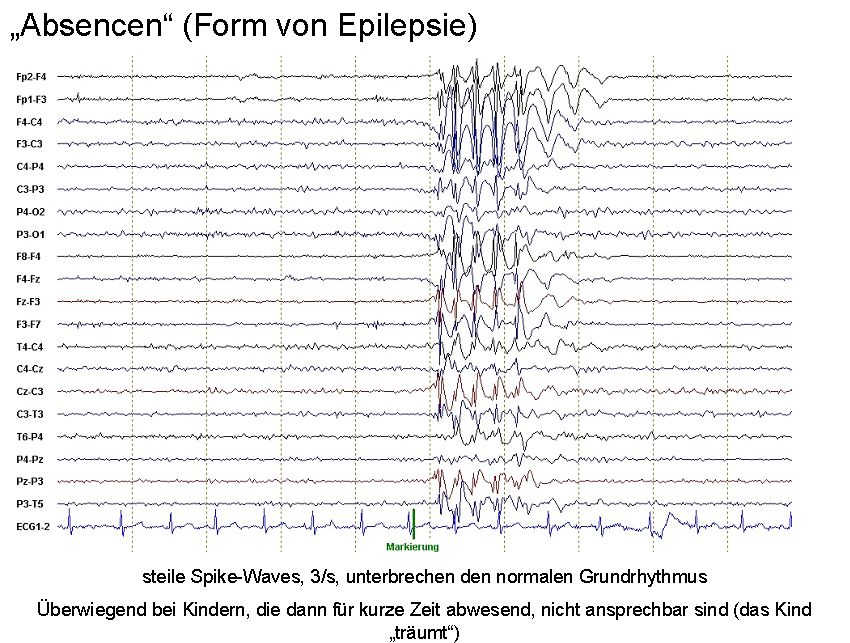 „Absencen“ (Form von Epilepsie)
Fp2-F4
Fp1-F3
F4-C4
F3-C3
C4-P4
C3-P3
P4-O2
P3-O1
F8-F4
F4-Fz
Fz-F3
F3-F7
T4-C4
C4-Cz
Cz-C3
C3-T3
T6-P4
P4-Pz
Pz-P3
P3-T5
ECG1-2
Markierung
steile Spike-Waves, 3/s, unterbrechen den normalen Grundrhythmus
Überwiegend bei Kindern, die dann für kurze Zeit abwesend, nicht ansprechbar sind (das Kind
„träumt“)